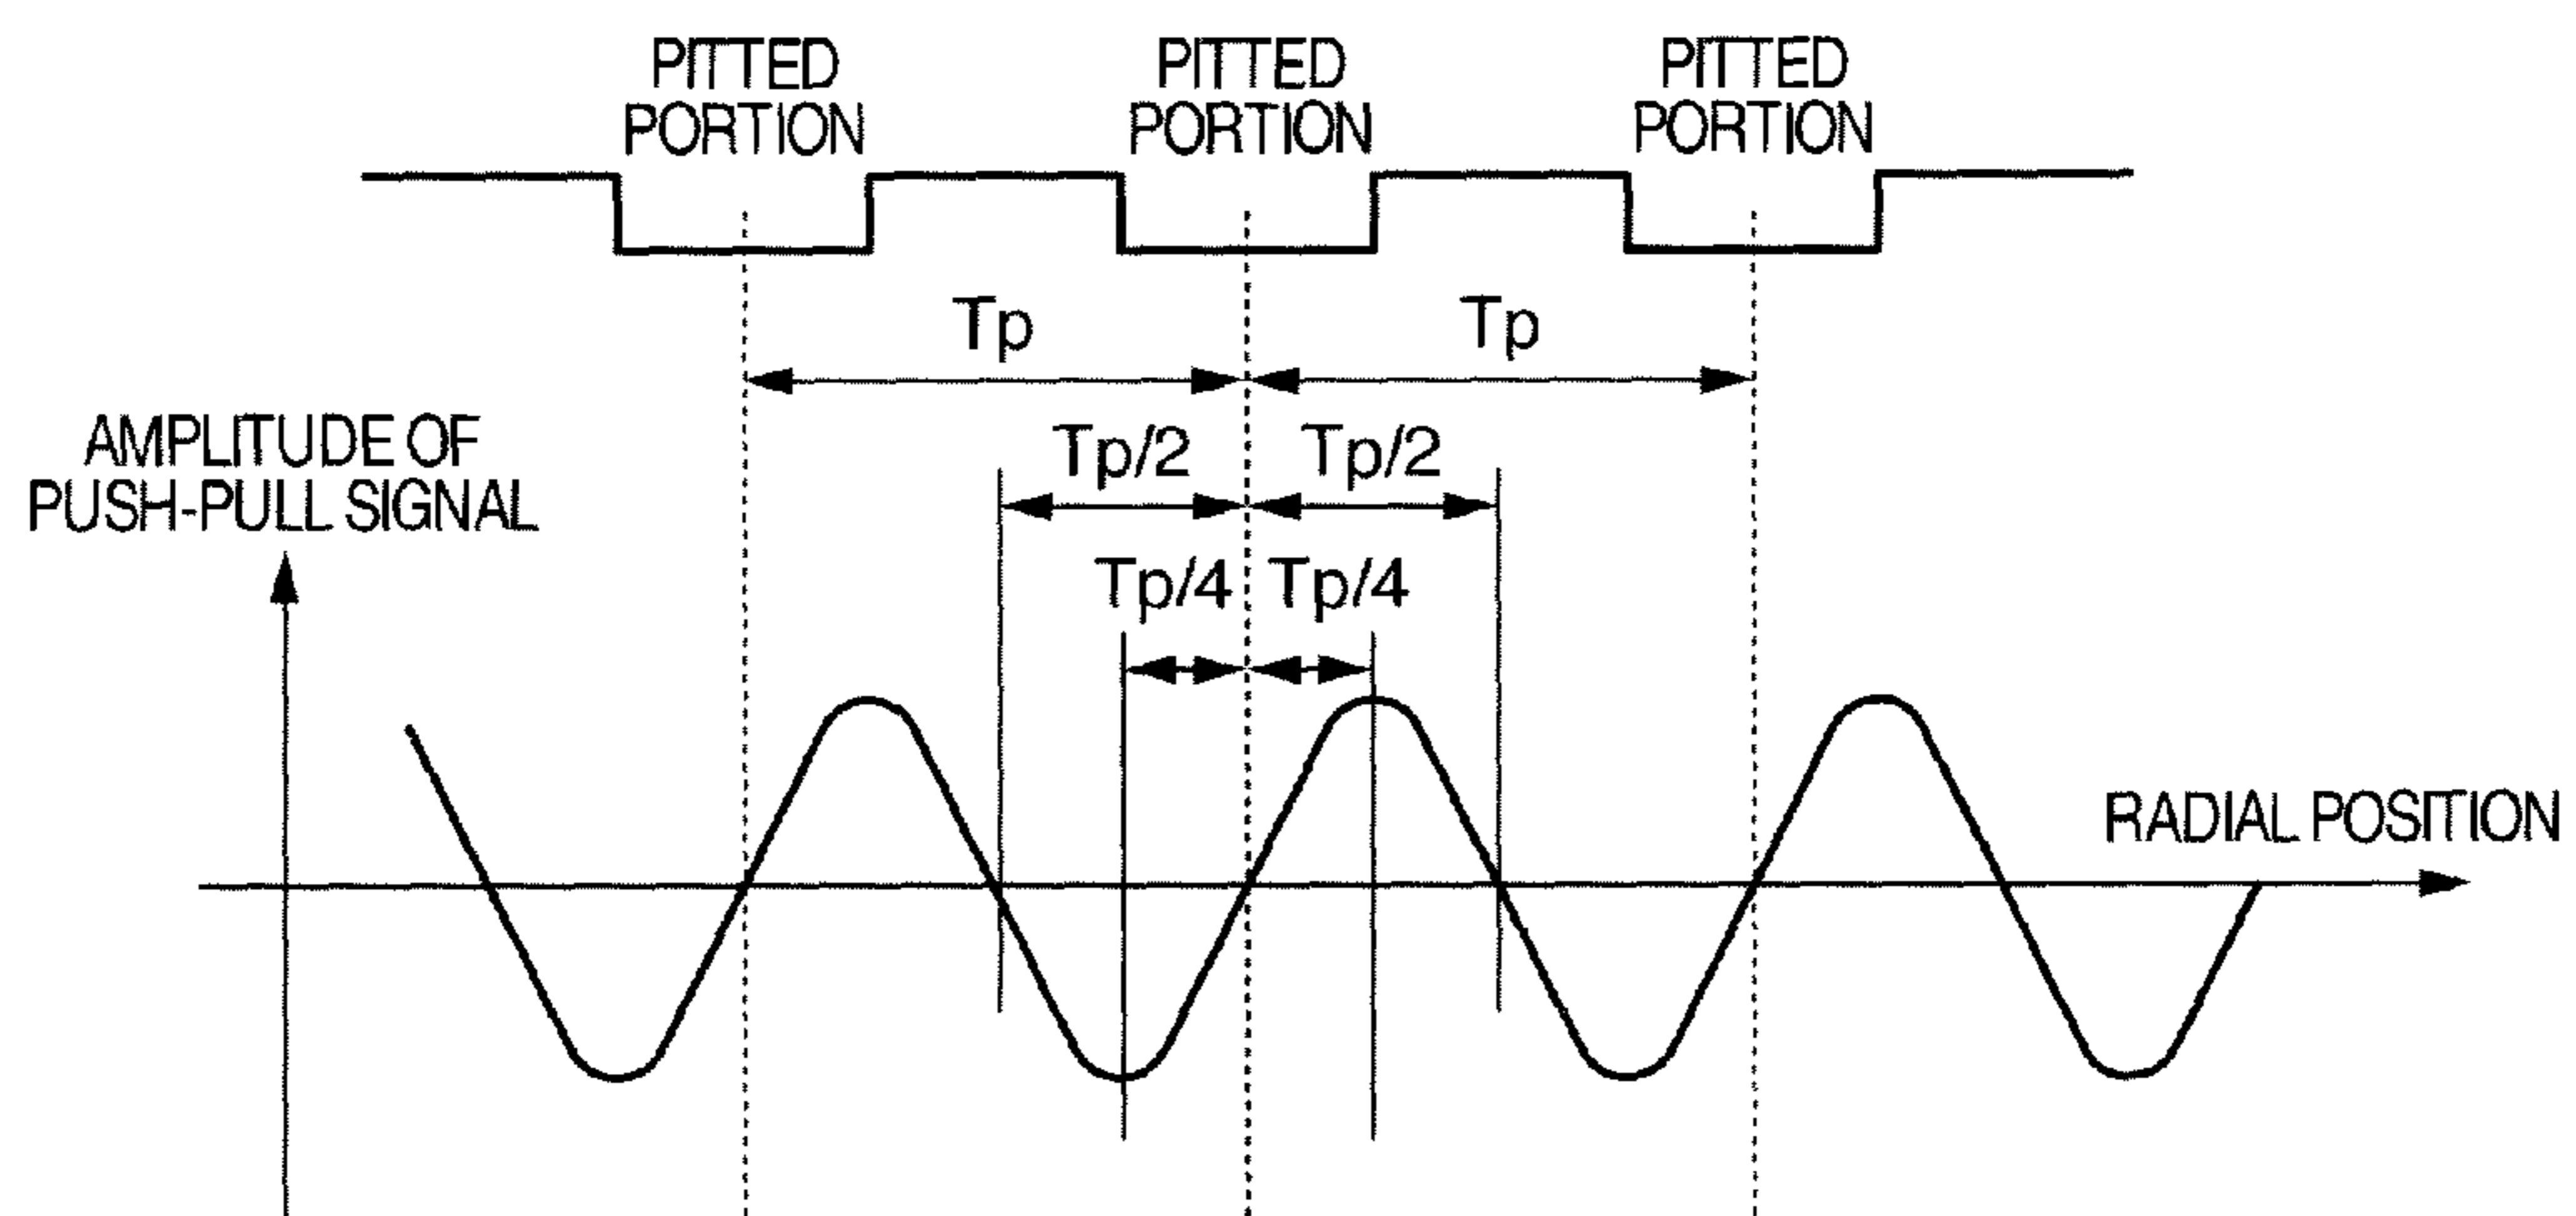 PITTED
PORTION
PITTED
PORTION
PITTED
PORTION
Tp
Tp
AMPLITUDE OF
PUSH-PULL SIGNAL
Tp/2
Tp/2
Tp/4
Tp/4
RADIAL POSITION